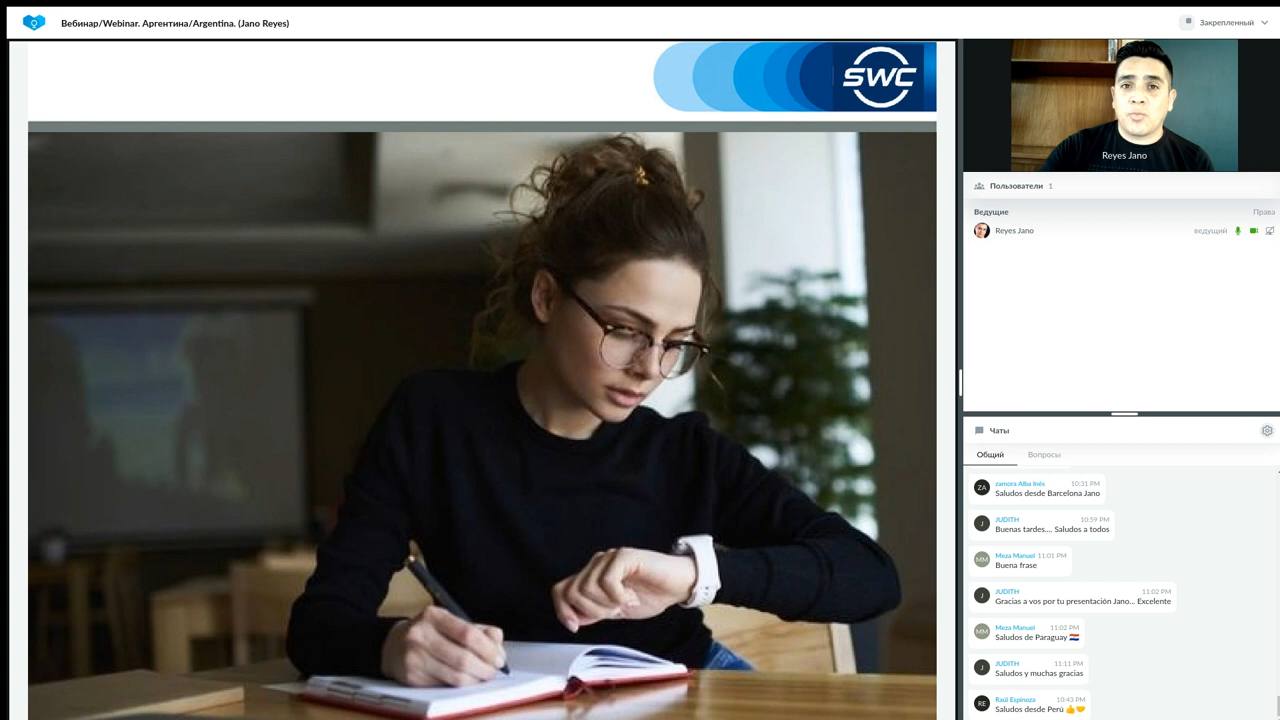 Вебинар/Webinar. Аргентина/Argentina. (Jano Reyes)
Закрепленный
SWC
Reyes Jano
Пользователи 1
Ведущие Права
Reyes Jano ведущий
Чаты
Общий Вопросы
ZA zamora Alba Inés 10:31 PM
Saludos desde Barcelona Jano
J JUDITH 10:59 PM
Buenas tardes.... Saludos a todos
MM Meza Manuel 11:01 PM
Buena frase
J JUDITH 11:02 PM
Gracias a vos por tu presentación Jano... Excelente
MM Meza Manuel 11:02 PM
Saludos de Paraguay 🇵🇾
J JUDITH 11:11 PM
Saludos y muchas gracias
RE Raúl Espinoza 10:43 PM
Saludos desde Perú 👍🤝